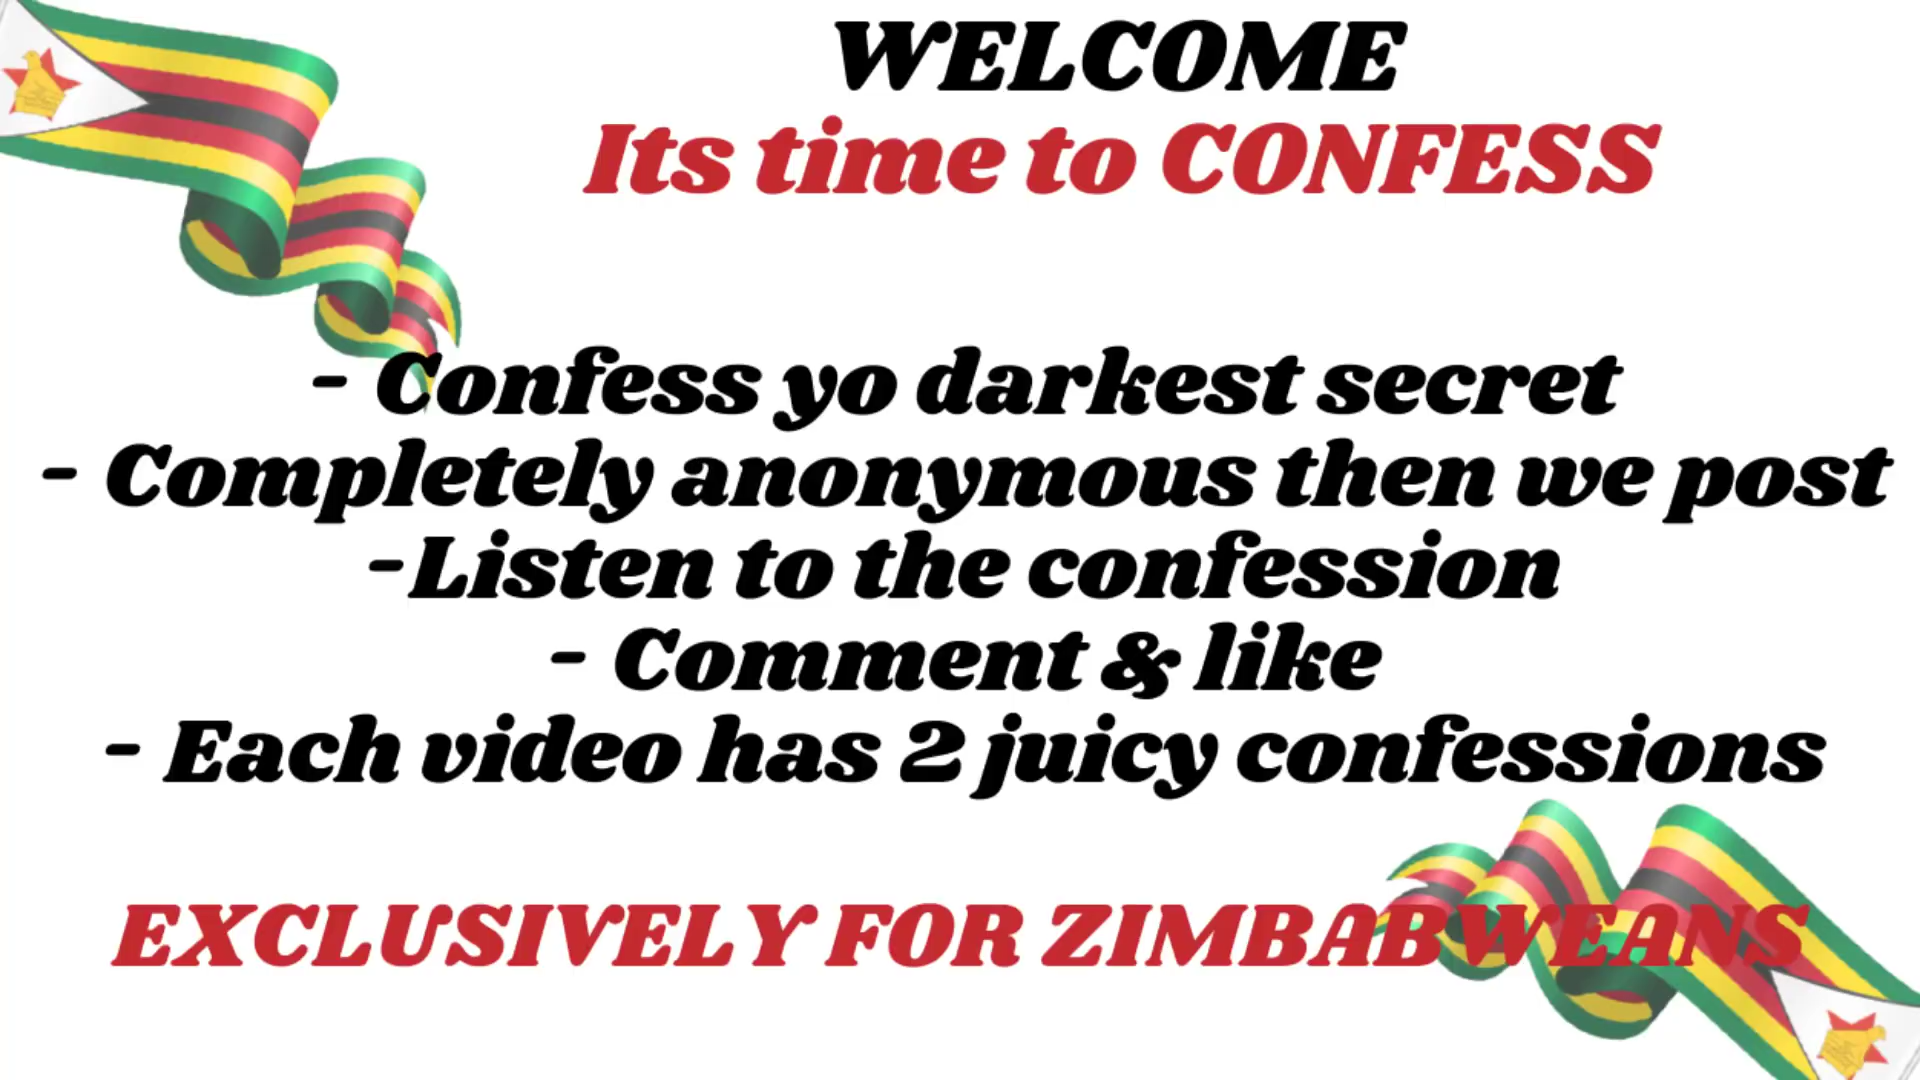 WELCOME
Its time to CONFESS
- Confess yo darkest secret
- Completely anonymous then we post
-Listen to the confession
- Comment & like
- Each video has 2 juicy confessions
EXCLUSIVELY FOR ZIMBABWEANS